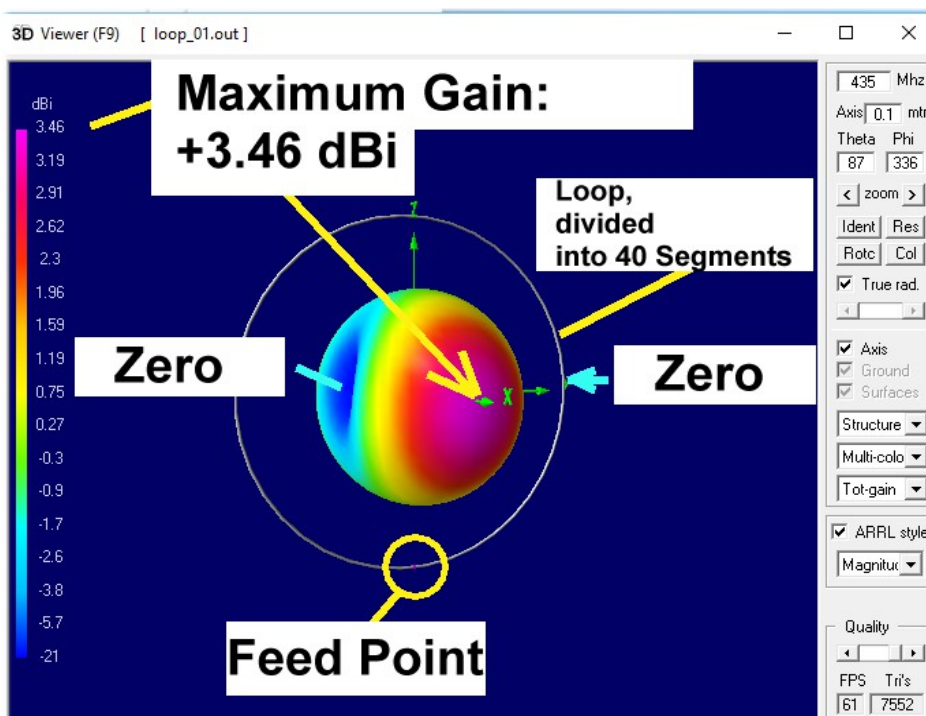 3D Viewer (F9) [ loop_01.out ]
Maximum Gain:
+3.46 dBi
Loop,
divided
into 40 Segments
Zero
Zero
X
Feed Point
dBi
3.46
3.19
2.91
2.62
2.3
1.96
1.59
1.19
0.75
0.27
-0.3
-0.9
-1.7
-2.6
-3.8
-5.7
-21
435 Mhz
Axis 0.1 mtr
Theta Phi
87 336
< zoom >
Ident Res
Rotc Col
True rad.
Axis
Ground
Surfaces
Structure
Multi-colo
Tot-gain
ARRL style
Magnituc
Quality
FPS Tri's
61 7552